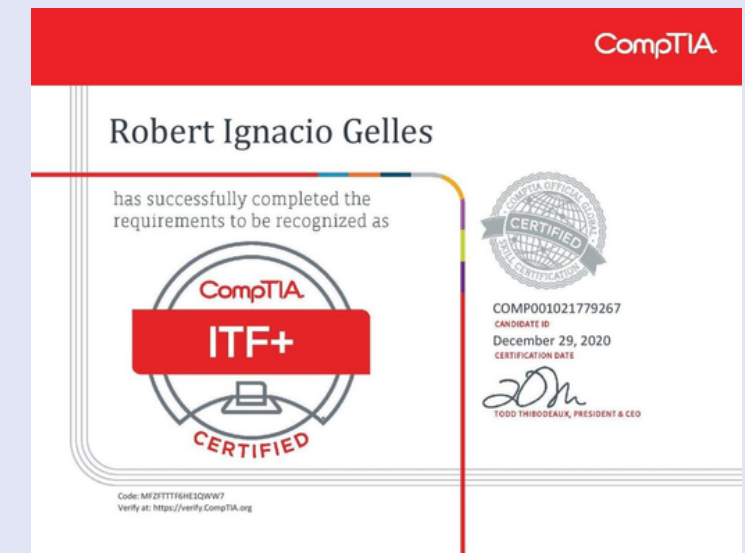 CompTIA.
Robert Ignacio Gelles
has successfully completed the
requirements to be recognized as
CompTIA.
ITF+
CERTIFIED
COMPTIA OFFICIAL GLOBAL
CERTIFIED
SKILL CERTIFICATION
COMP001021779267
CANDIDATE ID
December 29, 2020
CERTIFICATION DATE
TODD THIBODEAUX, PRESIDENT & CEO
Code:
Verify at: https://verify.CompTIA.org